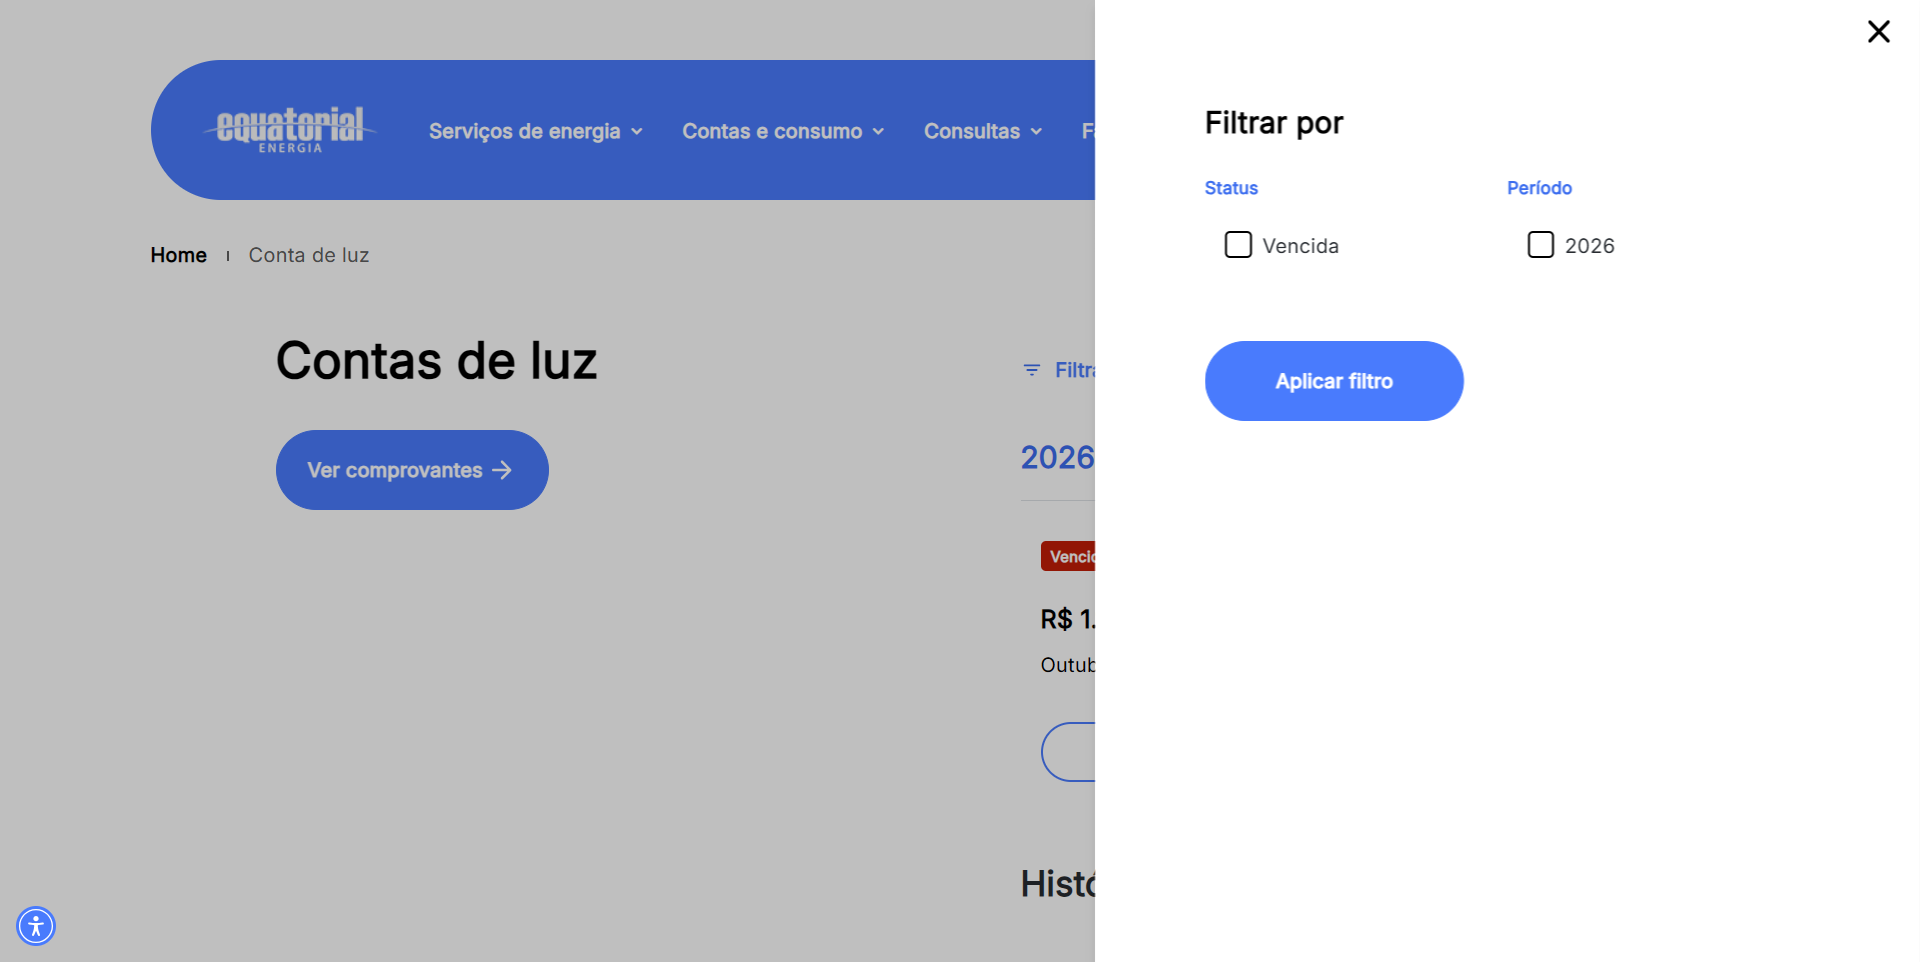 equatorial
ENERGIA
Serviços de energia
Contas e consumo
Consultas
Home
Conta de luz
Contas de luz
Ver comprovantes
2026
R$ 1.
Filtrar por
Status
Período
Vencida
2026
Aplicar filtro